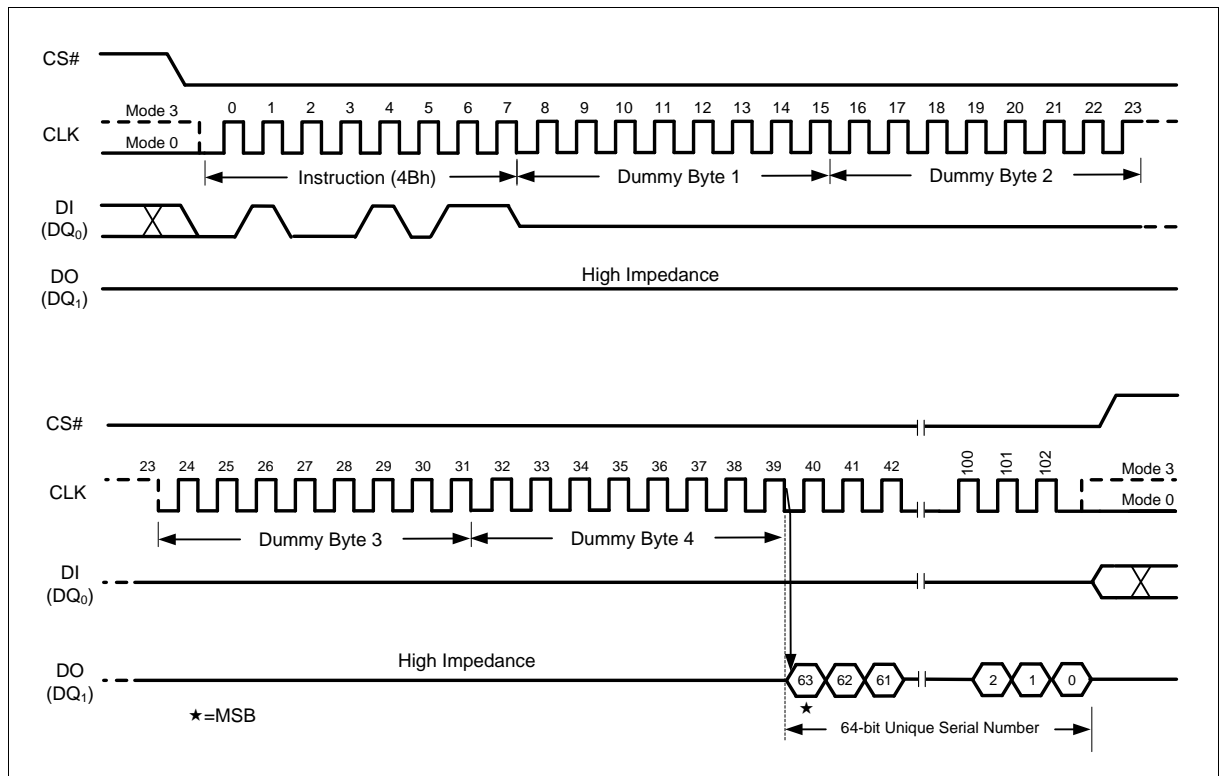 CS#
Mode 3
0 1 2 3 4 5 6 7 8 9 10 11 12 13 14 15 16 17 18 19 20 21 22 23
CLK
Mode 0
Instruction (4Bh) Dummy Byte 1 Dummy Byte 2
DI
(DQ0)
High Impedance
DO
(DQ1)
CS#
23 24 25 26 27 28 29 30 31 32 33 34 35 36 37 38 39 40 41 42 100 101 102
Mode 3
CLK
Mode 0
Dummy Byte 3 Dummy Byte 4
DI
(DQ0)
High Impedance
DO
(DQ1)
63 62 61 2 1 0
★=MSB ★
64-bit Unique Serial Number